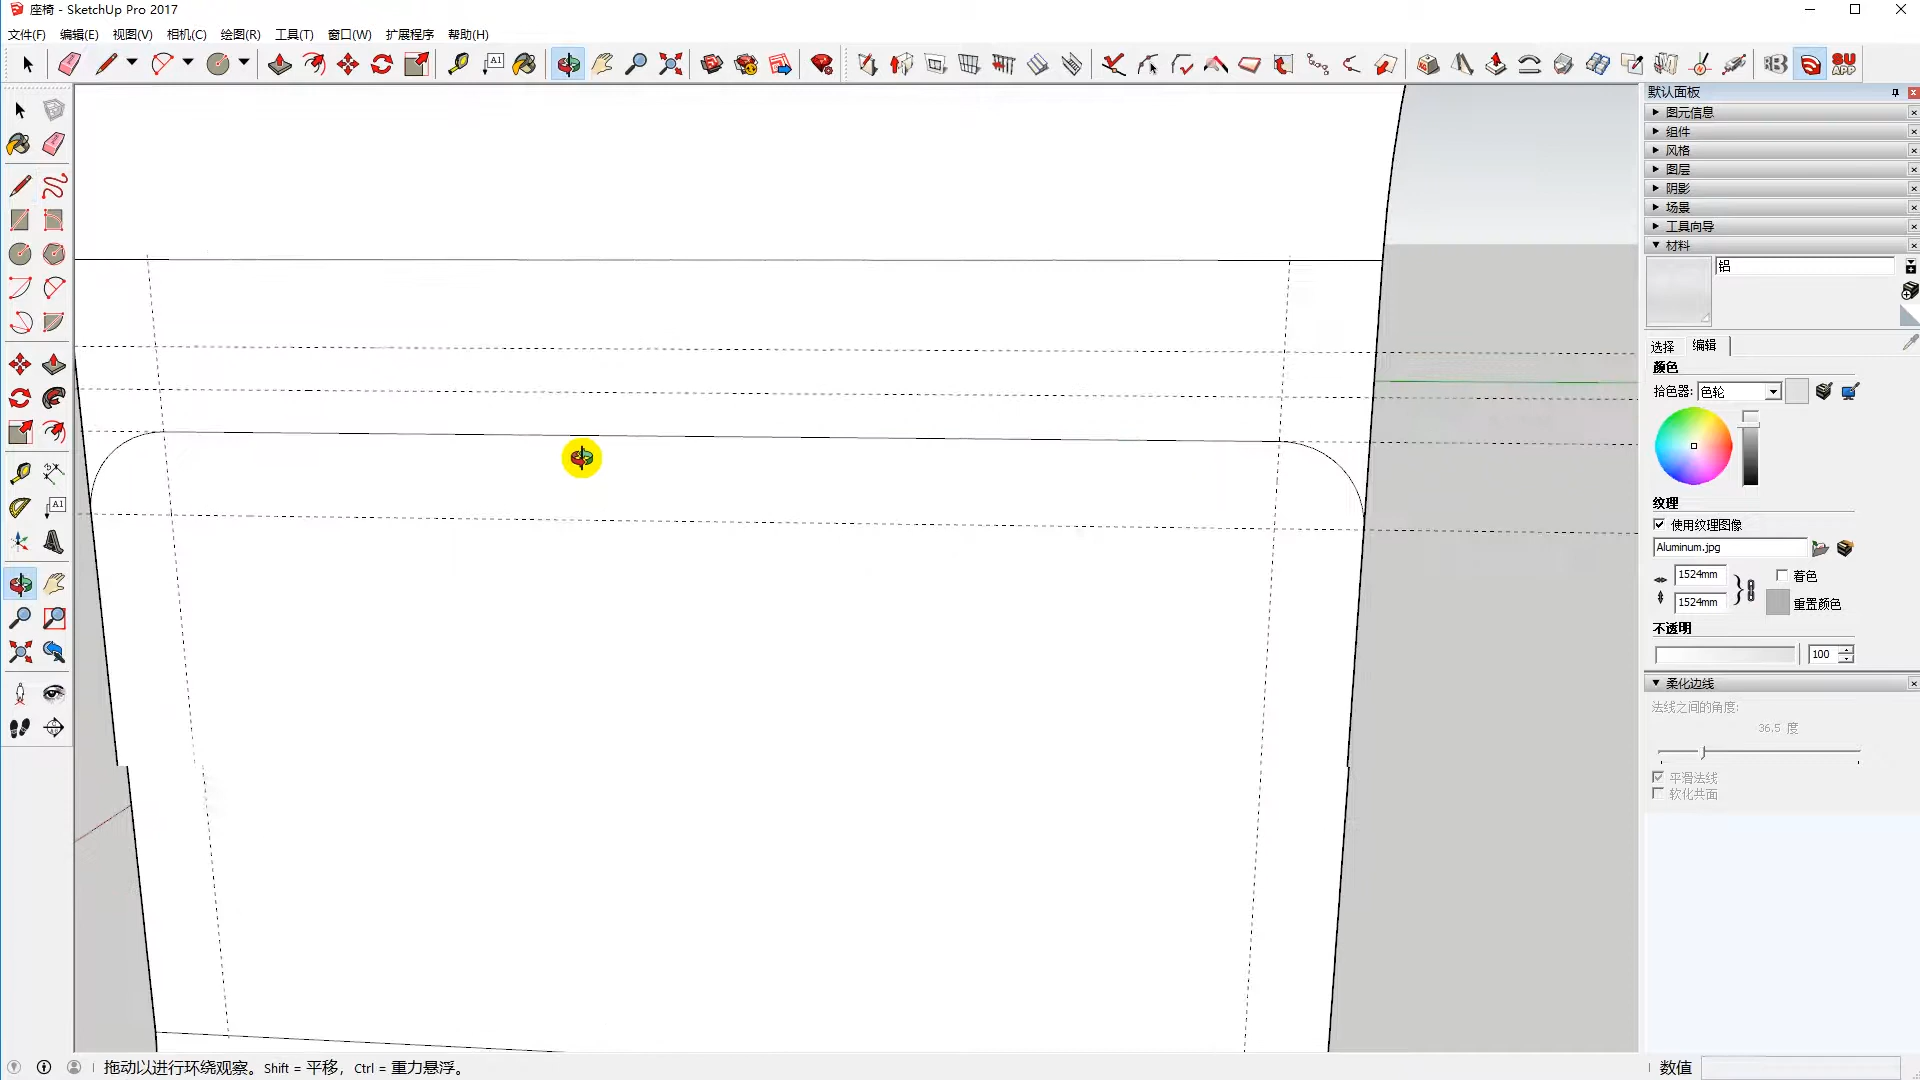 座椅 - SketchUp Pro 2017
文件(F) 编辑(E) 视图(V) 相机(C) 绘图(R) 工具(T) 窗口(W) 扩展程序 帮助(H)
A1
SU
APP
默认面板
图元信息
组件
风格
图层
阴影
场景
工具向导
材料
铝
选择 编辑
颜色
拾色器: 色轮
纹理
使用纹理图像
Aluminum.jpg
1524mm
着色
1524mm
重置颜色
不透明
100
柔化边线
法线之间的角度:
36.5 度
平滑法线
软化共面
A1
拖动以进行环绕观察。Shift = 平移，Ctrl = 重力悬浮。
数值